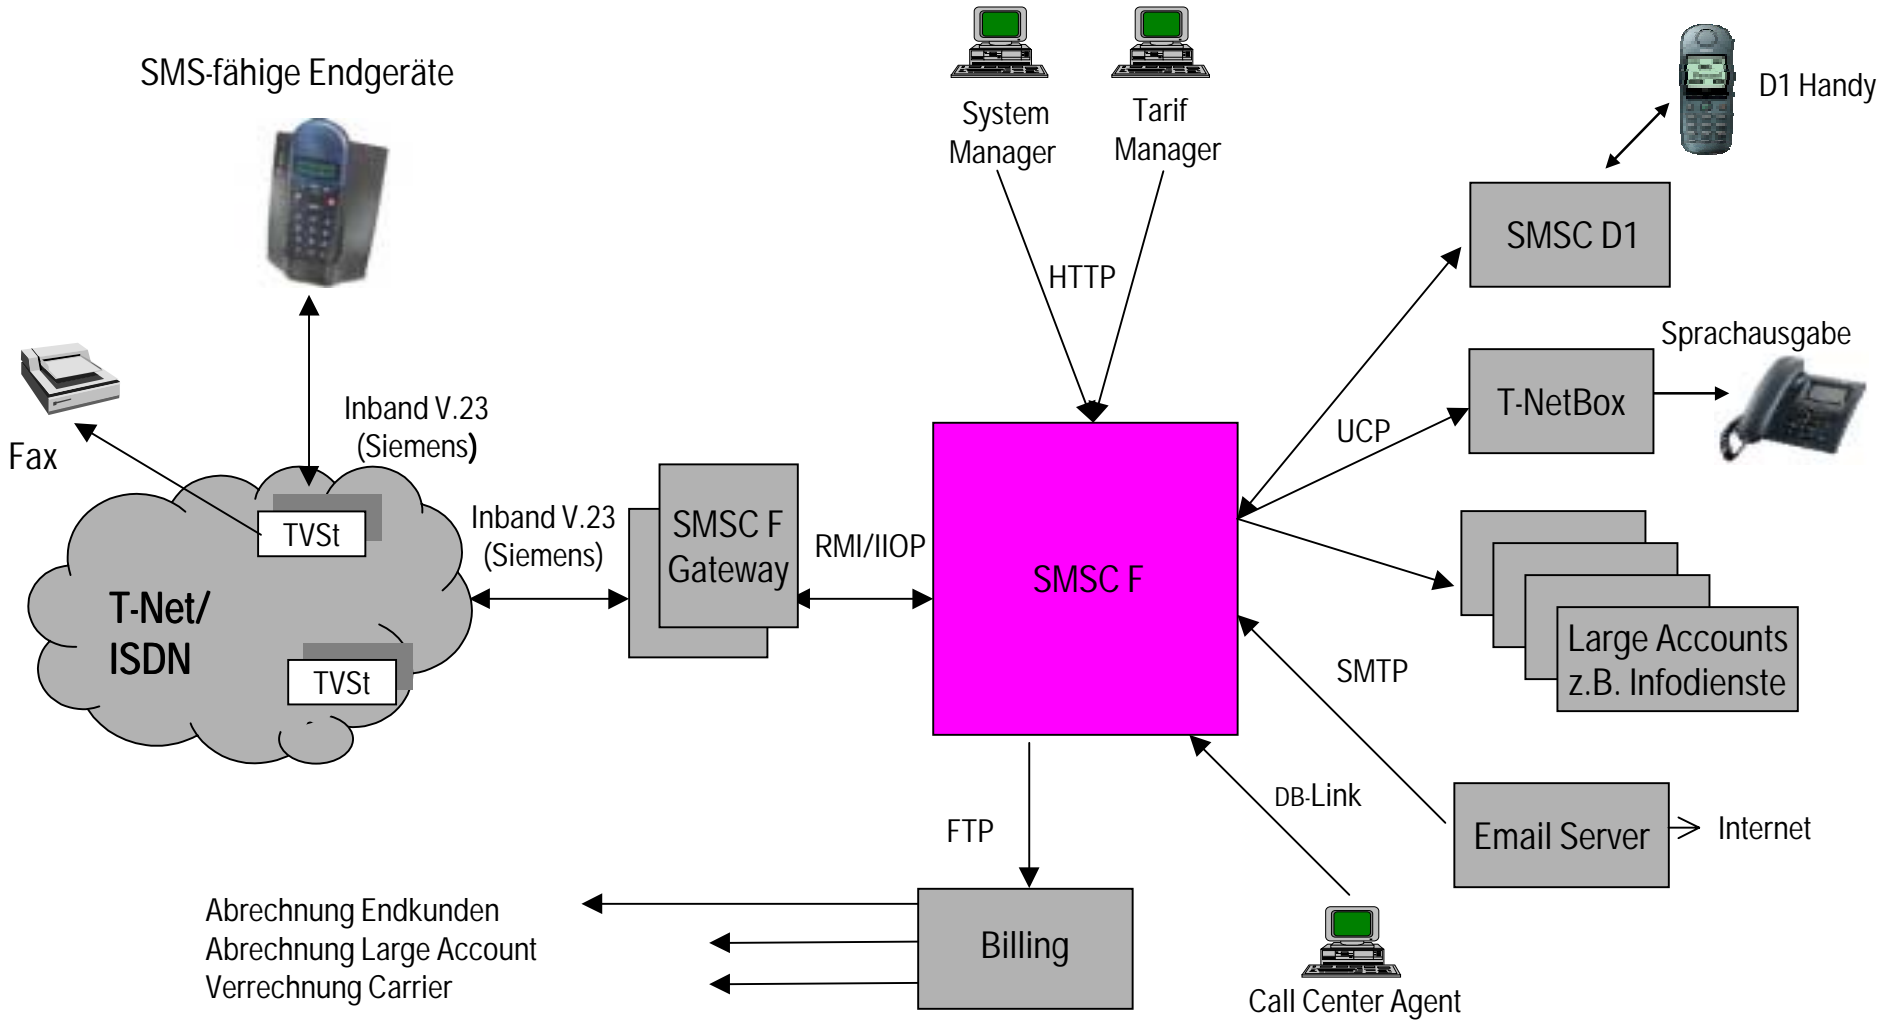 SMS-fähige Endgeräte
System
Manager
Tarif
Manager
D1 Handy
HTTP
SMSC D1
Sprachausgabe
T-NetBox
UCP
Fax
Inband V.23
(Siemens)
TVSt
Inband V.23
(Siemens)
SMSC F
Gateway
RMI/IIOP
SMSC F
T-Net/
ISDN
TVSt
Large Accounts
z.B. Infodienste
SMTP
DB-Link
FTP
Email Server
Internet
Abrechnung Endkunden
Abrechnung Large Account
Verrechnung Carrier
Billing
Call Center Agent